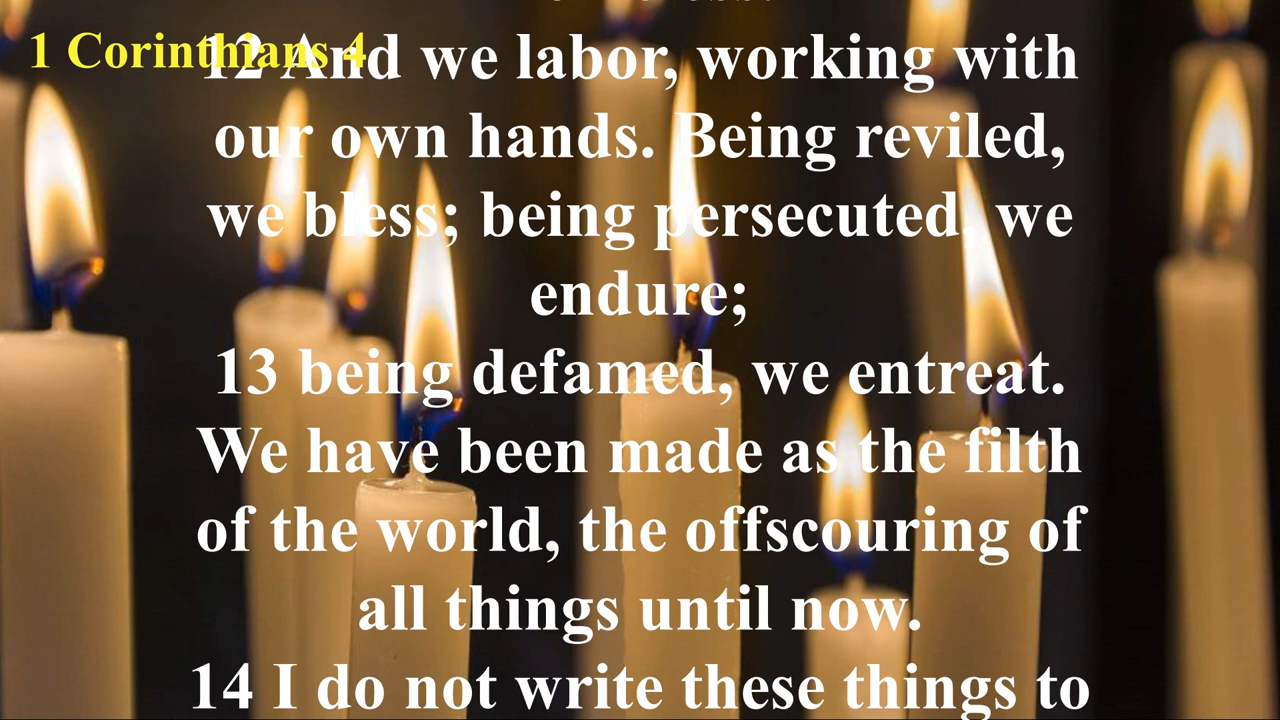 1 Corinthians 4
12 And we labor, working with
our own hands. Being reviled,
we bless; being persecuted, we
endure;
13 being defamed, we entreat.
We have been made as the filth
of the world, the offscouring of
all things until now.
14 I do not write these things to